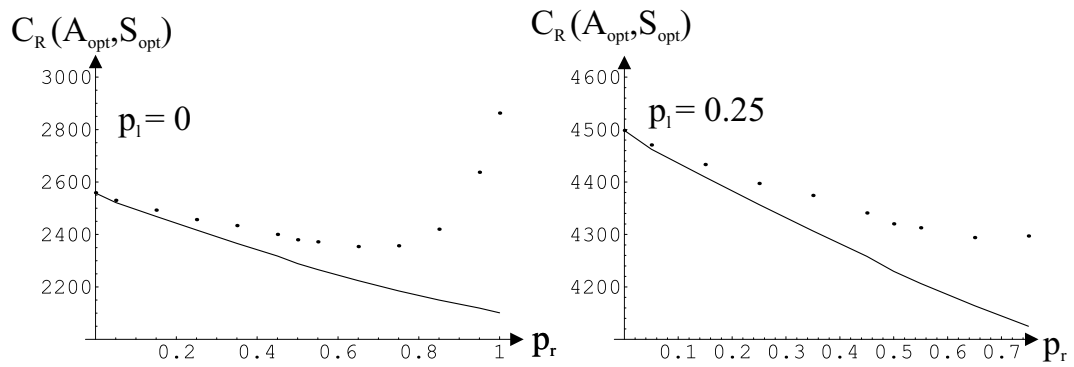 C_R (A_opt,S_opt)
3000
p_l = 0
2800
2600
2400
2200
0.2 0.4 0.6 0.8 1 p_r
C_R (A_opt,S_opt)
4600
p_l = 0.25
4500
4400
4300
4200
0.1 0.2 0.3 0.4 0.5 0.6 0.7 p_r